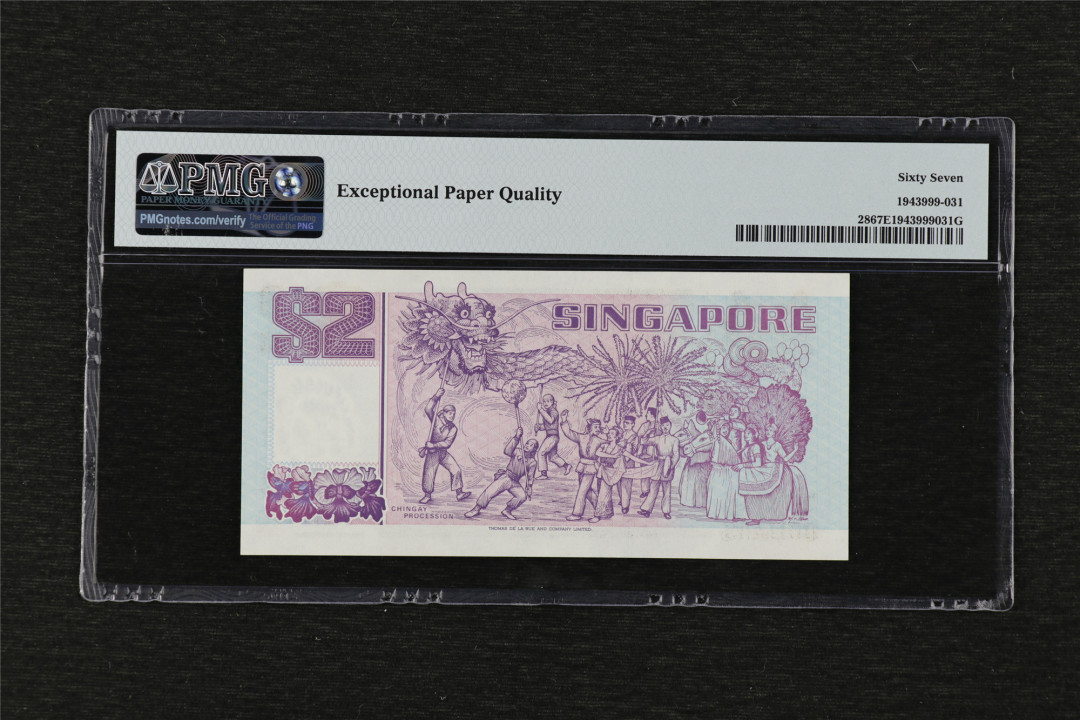 PMG
PAPER MONEY GUARANTY
PMGnotes.com/verify
The Official Grading
Service of the PNG
Exceptional Paper Quality
Sixty Seven
1943999-031
2867E1943999031G
$2
SINGAPORE
CHINGAY
PROCESSION
THOMAS DE LA RUE AND COMPANY LIMITED